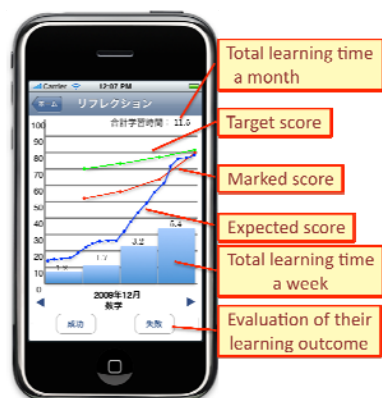 Carrier 12:07 PM
ホーム リフレクション
合計学習時間： 11.5
100
90
80
70
60
50
40
30
20
10
0
1.7
3.2
5.4
2009年12月
数学
成功 失敗
Total learning time
a month
Target score
Marked score
Expected score
Total learning time
a week
Evaluation of their
learning outcome